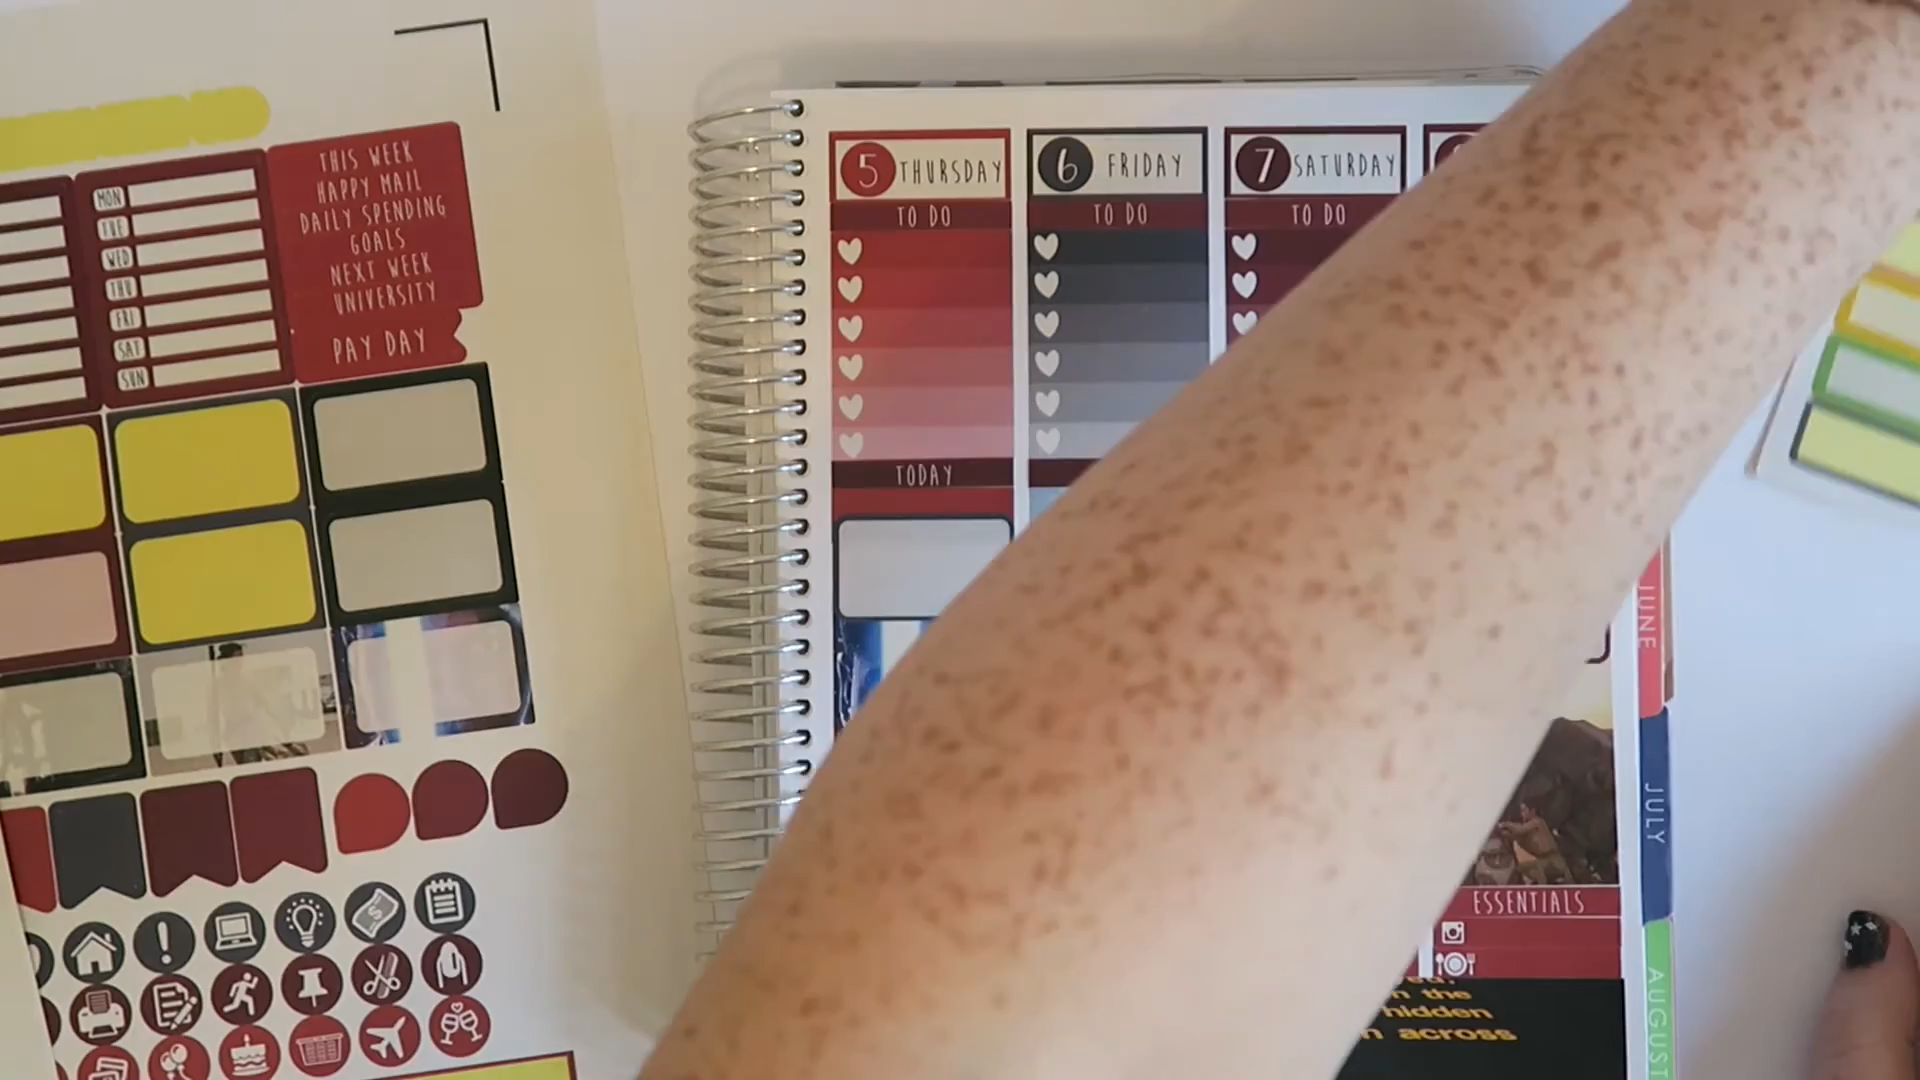 THIS WEEK
HAPPY MAIL
DAILY SPENDING
GOALS
NEXT WEEK
UNIVERSITY
PAY DAY
MON
TUE
WED
THU
FRI
SAT
SUN
5 THURSDAY
TO DO
TODAY
6 FRIDAY
TO DO
7 SATURDAY
TO DO
JUNE
JULY
AUGUST
ESSENTIALS
the
hidden
across